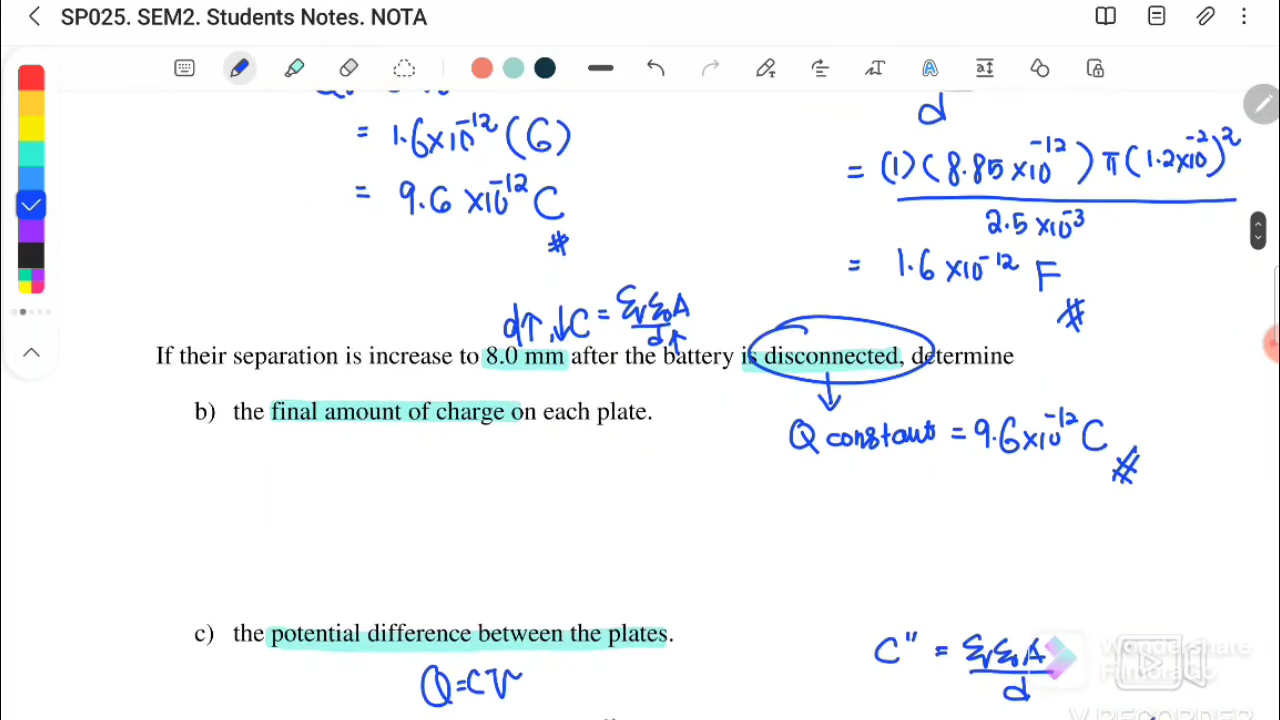 SP025. SEM2. Students Notes. NOTA
= 1.6×10⁻¹² (6)
= 9.6 ×10⁻¹² C
#
d
= (1)(8.85×10⁻¹²) π(1.2×10⁻²)²
2.5×10⁻³
= 1.6×10⁻¹² F
#
d↑, ↓C = εᵣε₀A
d↑
If their separation is increase to 8.0 mm after the battery is disconnected, determine
b) the final amount of charge on each plate.
Q constant = 9.6×10⁻¹² C
#
c) the potential difference between the plates.
Q=CV
C" = εᵣε₀A
d
Wondershare
Filmora
V RECORDER